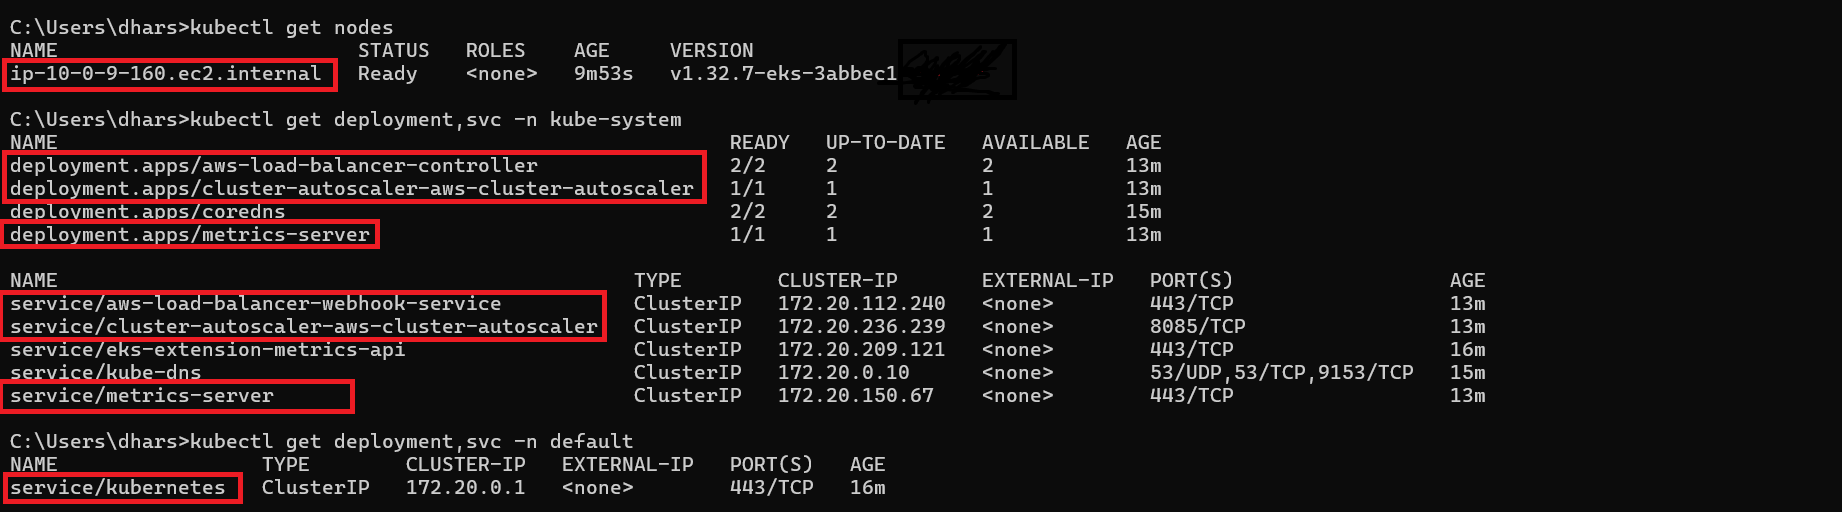 C:\Users\dhars>kubectl get nodes
NAME STATUS ROLES AGE VERSION
ip-10-0-9-160.ec2.internal Ready <none> 9m53s v1.32.7-eks-3abbec1
C:\Users\dhars>kubectl get deployment,svc -n kube-system
NAME READY UP-TO-DATE AVAILABLE AGE
deployment.apps/aws-load-balancer-controller 2/2 2 2 13m
deployment.apps/cluster-autoscaler-aws-cluster-autoscaler 1/1 1 1 13m
deployment.apps/coredns 2/2 2 2 15m
deployment.apps/metrics-server 1/1 1 1 13m
NAME TYPE CLUSTER-IP EXTERNAL-IP PORT(S) AGE
service/aws-load-balancer-webhook-service ClusterIP 172.20.112.240 <none> 443/TCP 13m
service/cluster-autoscaler-aws-cluster-autoscaler ClusterIP 172.20.236.239 <none> 8085/TCP 13m
service/eks-extension-metrics-api ClusterIP 172.20.209.121 <none> 443/TCP 16m
service/kube-dns ClusterIP 172.20.0.10 <none> 53/UDP,53/TCP,9153/TCP 15m
service/metrics-server ClusterIP 172.20.150.67 <none> 443/TCP 13m
C:\Users\dhars>kubectl get deployment,svc -n default
NAME TYPE CLUSTER-IP EXTERNAL-IP PORT(S) AGE
service/kubernetes ClusterIP 172.20.0.1 <none> 443/TCP 16m